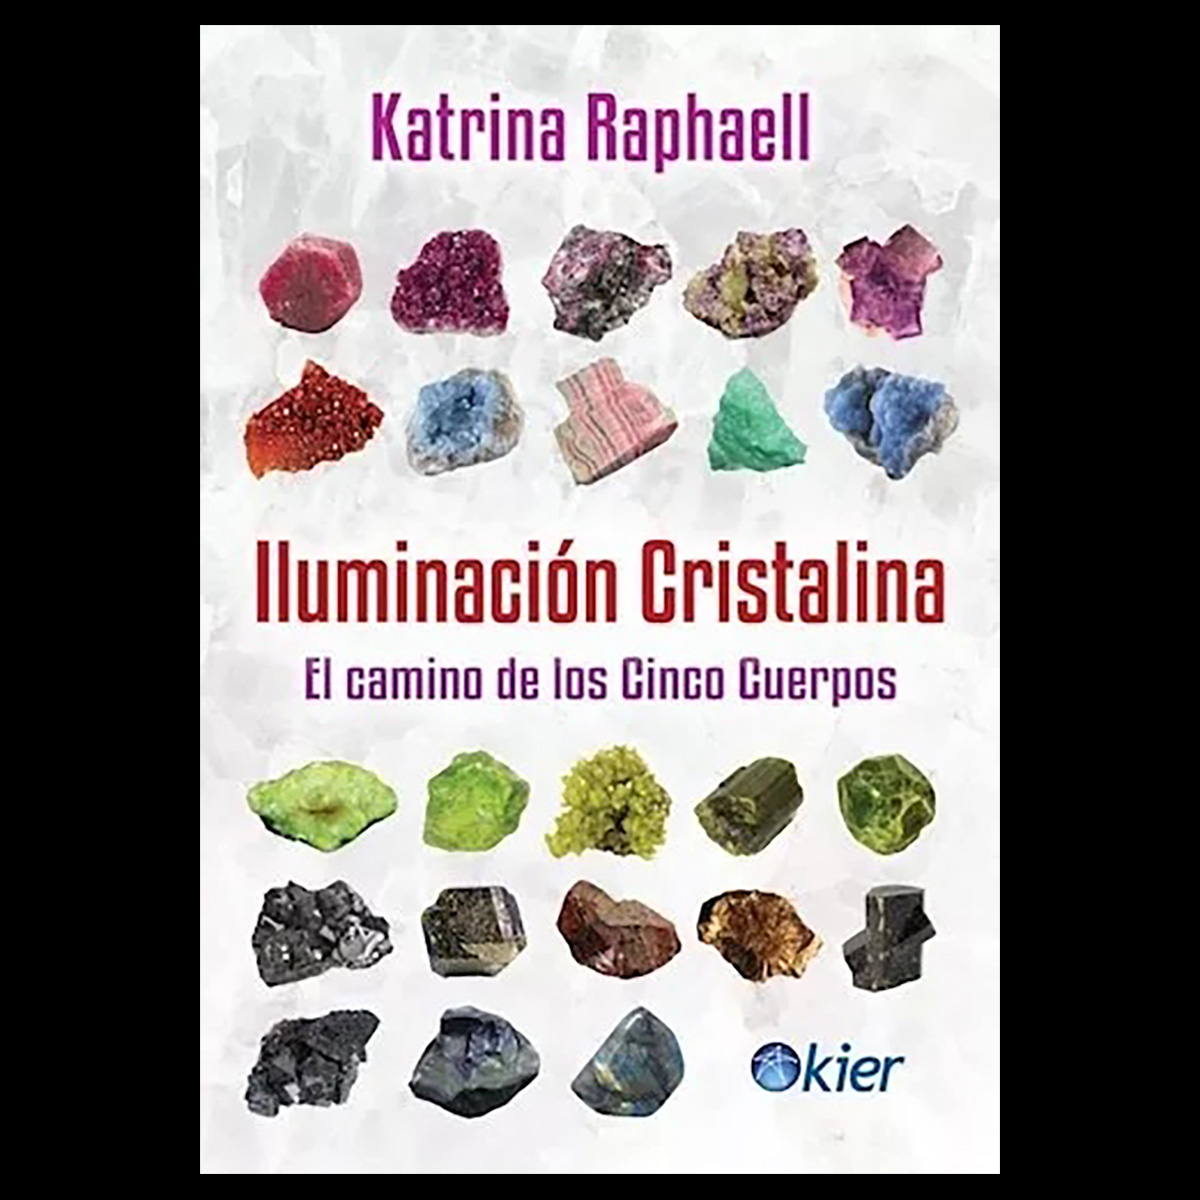 Katrina Raphaell
Iluminación Cristalina
El camino de los Cinco Cuerpos
kier